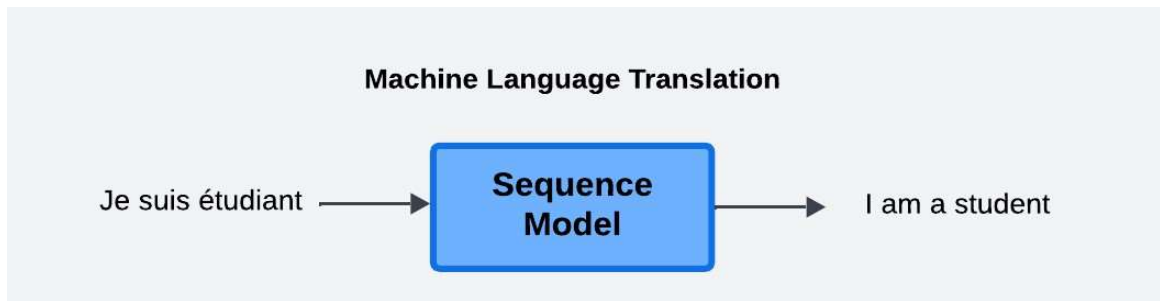 Machine Language Translation
Je suis étudiant
Sequence
Model
I am a student